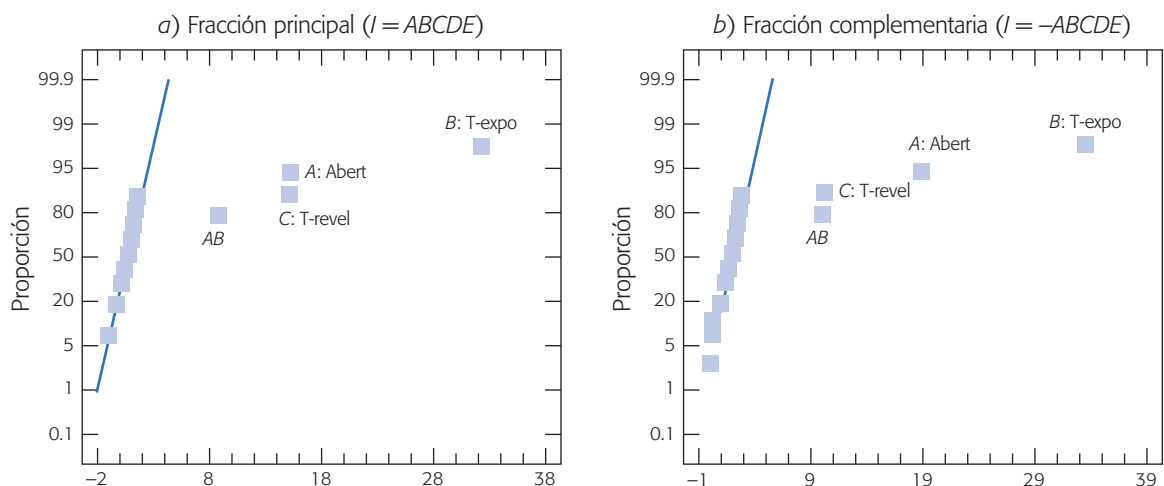 a) Fracción principal (I = ABCDE)
99.9
99
95
80
50
20
5
1
0.1
Proporción
B: T-expo
A: Abert
C: T-revel
AB
–2 8 18 28 38
b) Fracción complementaria (I = –ABCDE)
99.9
99
95
80
50
20
5
1
0.1
Proporción
B: T-expo
A: Abert
C: T-revel
AB
–1 9 19 29 39